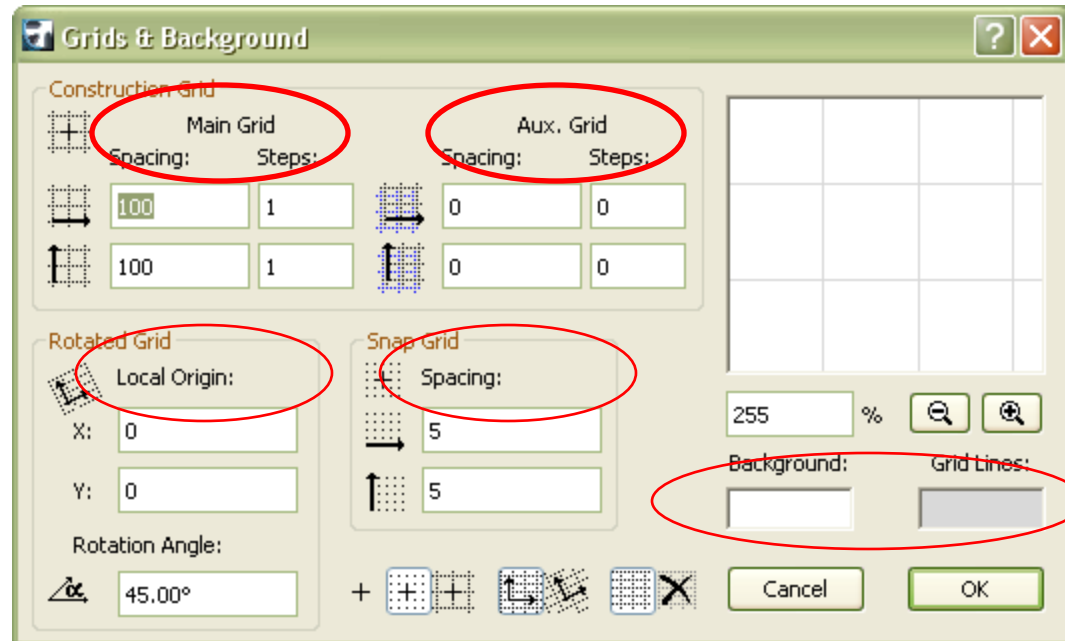 Grids & Background
Construction Grid
Main Grid
Aux. Grid
Spacing: Steps: Spacing: Steps:
100 1 0 0
100 1 0 0
Rotated Grid
Local Origin:
X: 0
Y: 0
Rotation Angle:
α 45.00°
Snap Grid
Spacing:
5
5
255 %
Background: Grid Lines:
Cancel OK